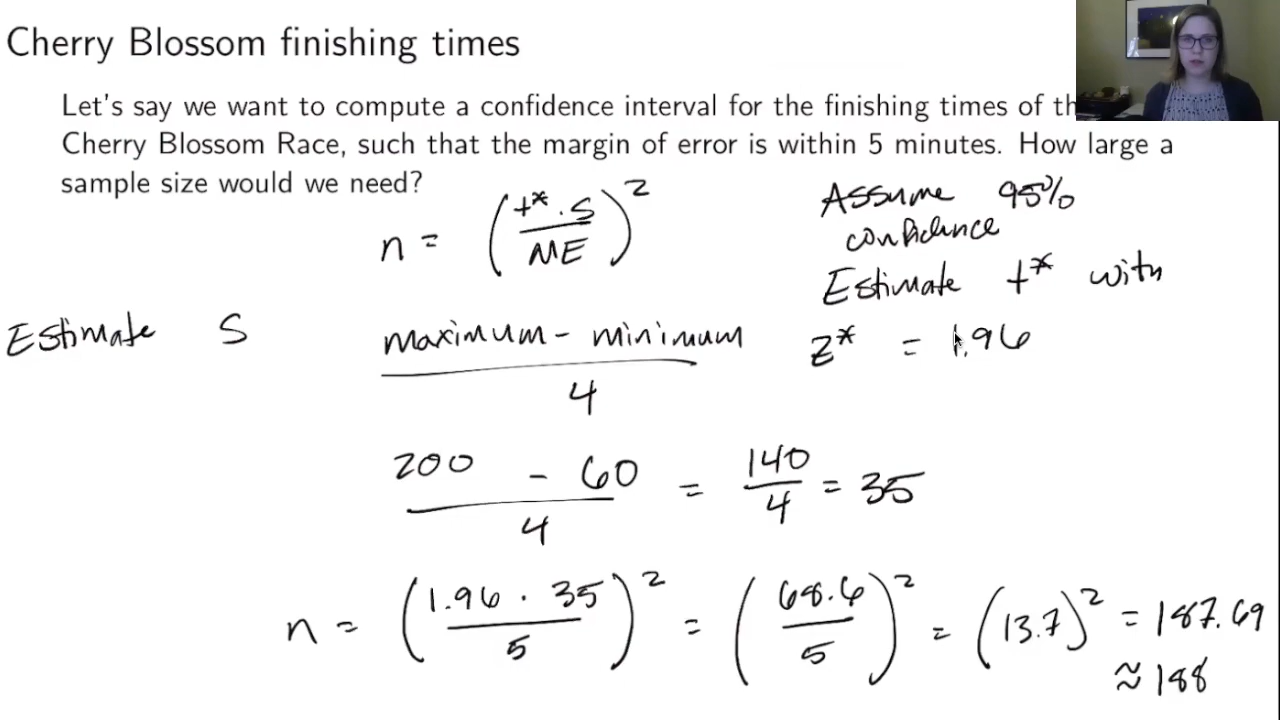 Cherry Blossom finishing times
Let's say we want to compute a confidence interval for the finishing times of th
Cherry Blossom Race, such that the margin of error is within 5 minutes. How large a
sample size would we need?
n = (t* · S / ME)²
Assume 95%
confidence
Estimate t* with
z* = 1.96
Estimate S
maximum - minimum
4
200 - 60 / 4 = 140 / 4 = 35
n = (1.96 · 35 / 5)² = (68.6 / 5)² = (13.7)² = 187.69
≈ 188